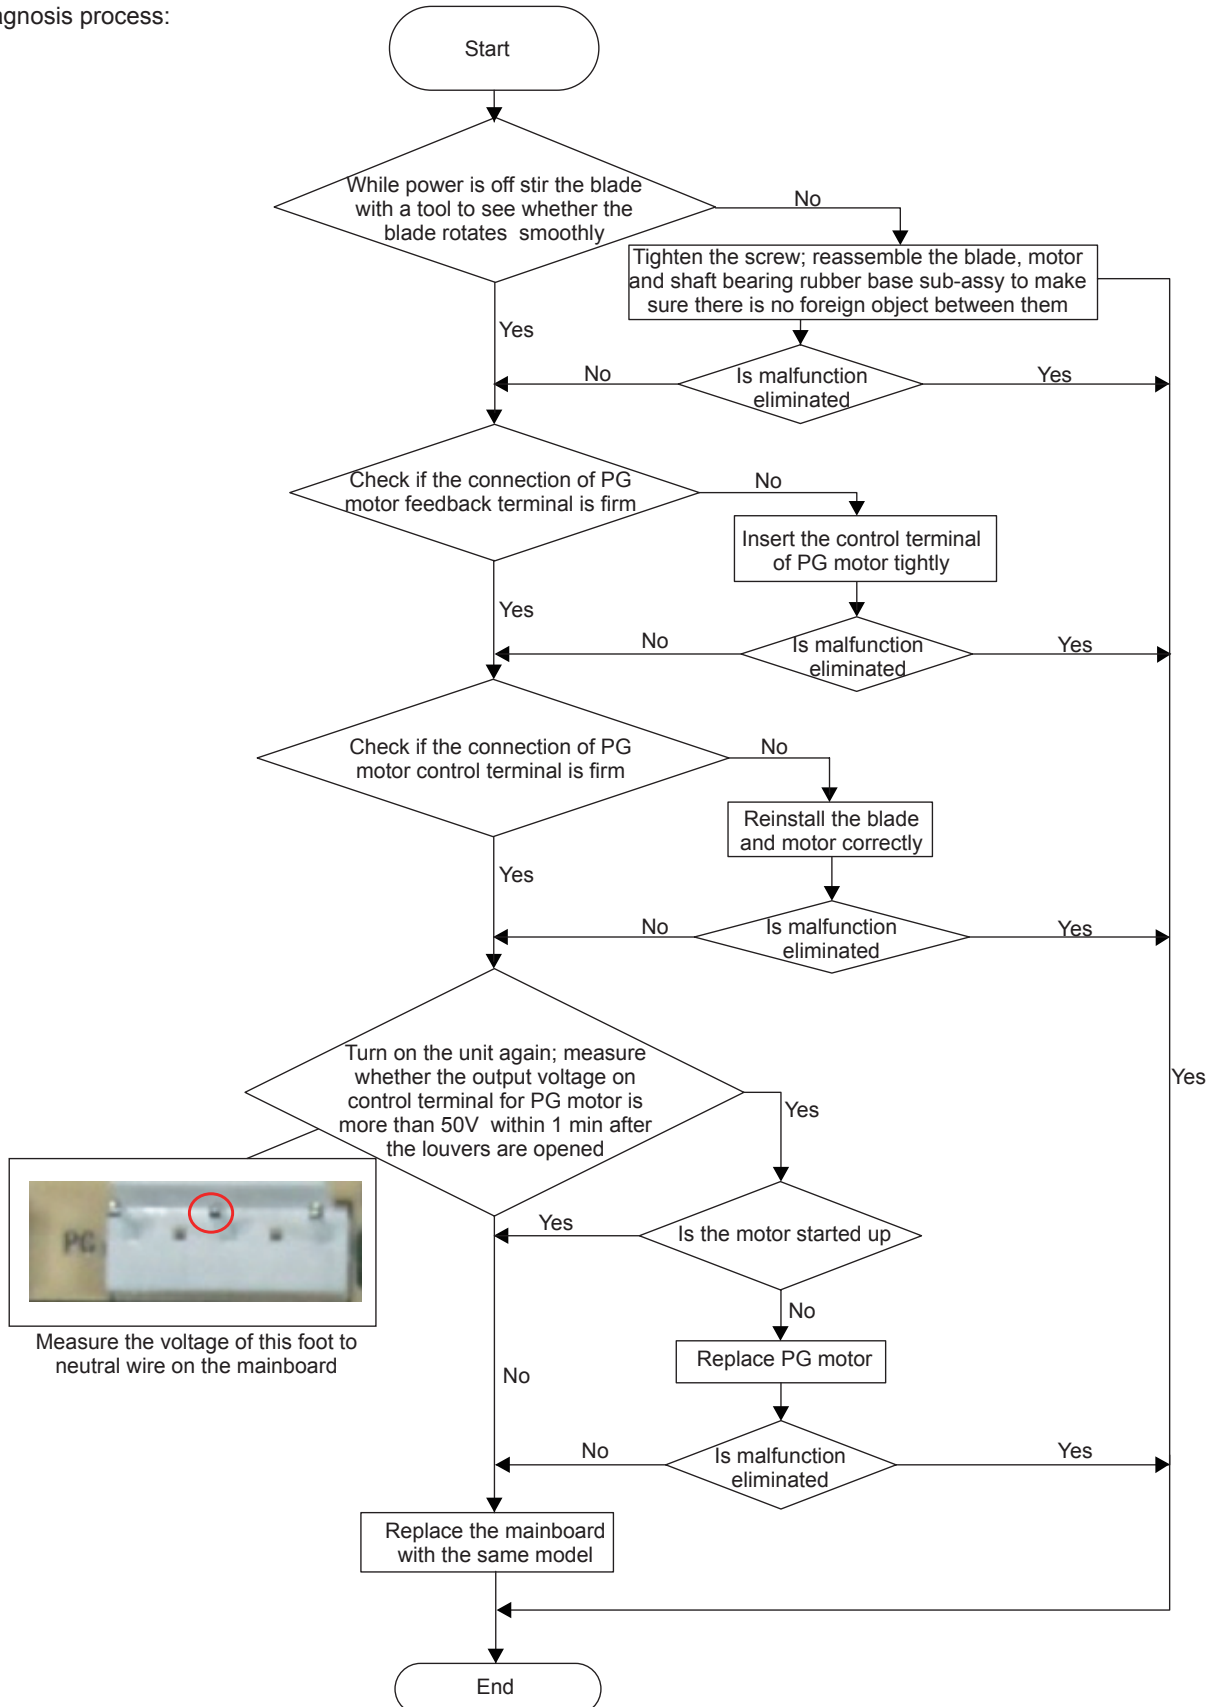 agnosis process:
Start
While power is off stir the blade
with a tool to see whether the
blade rotates smoothly
No
Tighten the screw; reassemble the blade, motor
and shaft bearing rubber base sub-assy to make
sure there is no foreign object between them
Yes
No
Is malfunction
eliminated
Yes
Check if the connection of PG
motor feedback terminal is firm
No
Insert the control terminal
of PG motor tightly
Yes
No
Is malfunction
eliminated
Yes
Check if the connection of PG
motor control terminal is firm
No
Reinstall the blade
and motor correctly
Yes
No
Is malfunction
eliminated
Yes
Turn on the unit again; measure
whether the output voltage on
control terminal for PG motor is
more than 50V within 1 min after
the louvers are opened
Yes
Yes
PG
Yes
Is the motor started up
No
Measure the voltage of this foot to
neutral wire on the mainboard
Replace PG motor
No
No
Is malfunction
eliminated
Yes
Replace the mainboard
with the same model
End